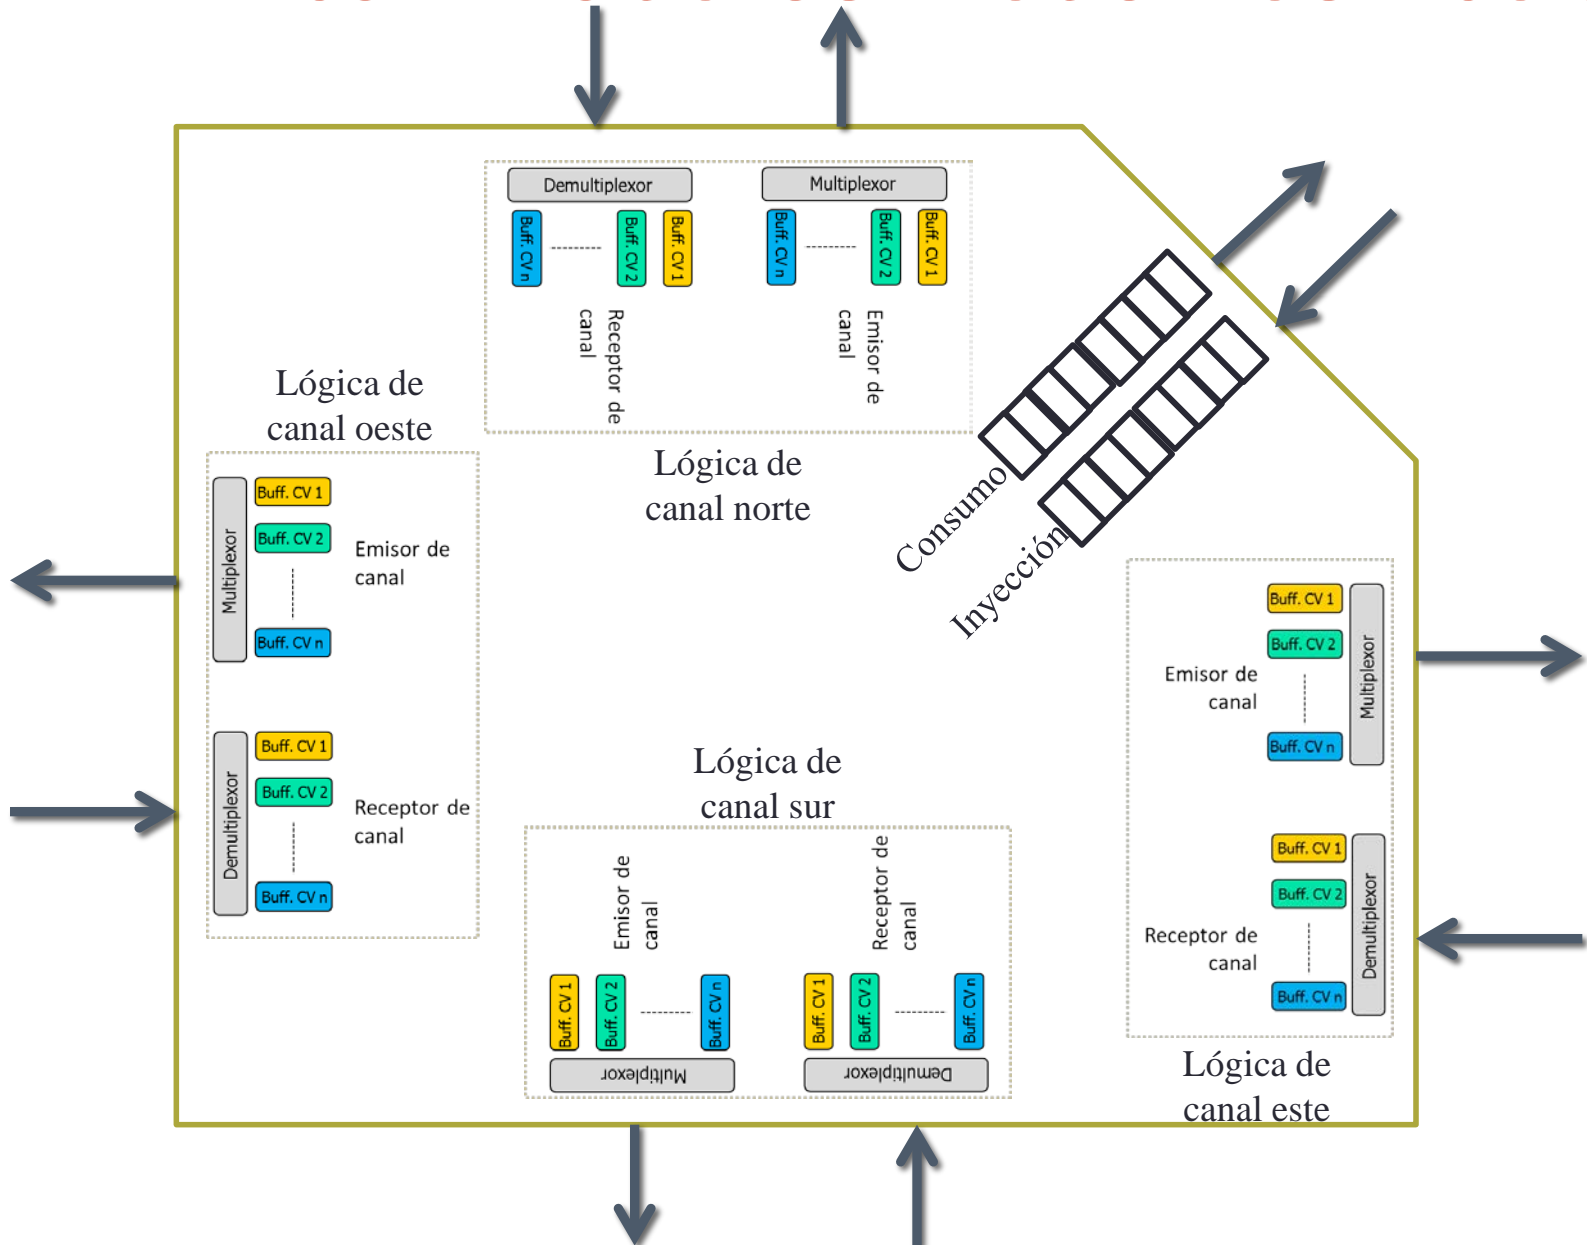 Demultiplexor
Multiplexor
Buff. CV n
Buff. CV 2
Buff. CV 1
Buff. CV n
Buff. CV 2
Buff. CV 1
Receptor de
canal
Emisor de
canal
Lógica de
canal norte
Consumo
Inyección
Lógica de
canal oeste
Multiplexor
Buff. CV 1
Buff. CV 2
Buff. CV n
Emisor de
canal
Demultiplexor
Buff. CV 1
Buff. CV 2
Buff. CV n
Receptor de
canal
Buff. CV 1
Buff. CV 2
Buff. CV n
Multiplexor
Emisor de
canal
Buff. CV 1
Buff. CV 2
Buff. CV n
Demultiplexor
Receptor de
canal
Lógica de
canal este
Lógica de
canal sur
Emisor de
canal
Receptor de
canal
Buff. CV 1
Buff. CV 2
Buff. CV n
Buff. CV 1
Buff. CV 2
Buff. CV n
Multiplexor
Demultiplexor